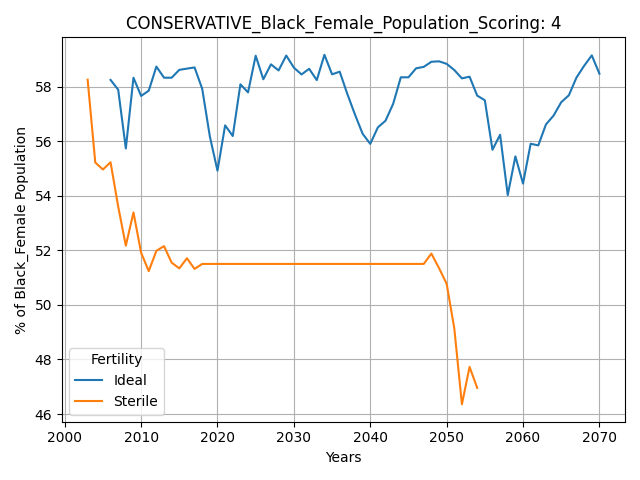 CONSERVATIVE_Black_Female_Population_Scoring: 4
% of Black_Female Population
58
56
54
52
50
48
46
Fertility
Ideal
Sterile
2000 2010 2020 2030 2040 2050 2060 2070
Years